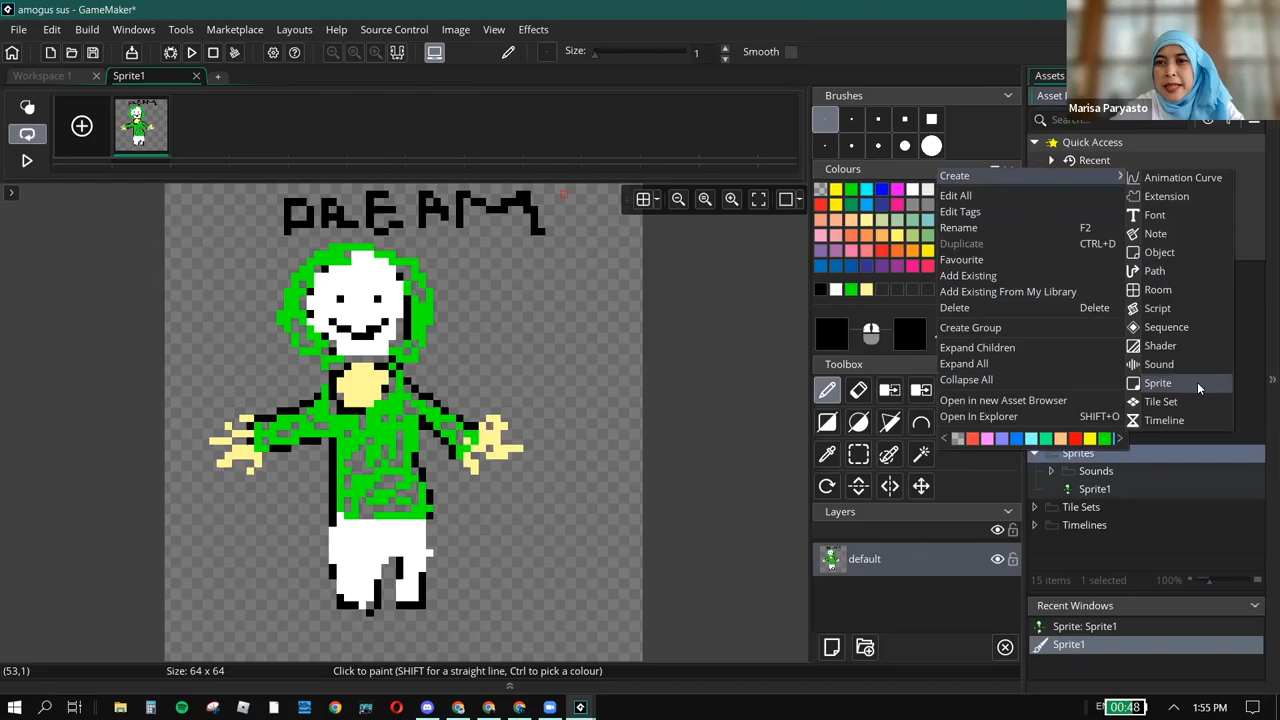 amogus sus - GameMaker*
File Edit Build Windows Tools Marketplace Layouts Help Source Control Image View Effects
Size: 1 Smooth
Workspace 1 Sprite1
Marisa Paryasto
DREAM
Brushes
Colours
Toolbox
Layers
default
Create
Edit All
Edit Tags
Rename F2
Duplicate CTRL+D
Favourite
Add Existing
Add Existing From My Library
Delete Delete
Create Group
Expand Children
Expand All
Collapse All
Open in new Asset Browser
Open In Explorer SHIFT+O
Animation Curve
Extension
Font
Note
Object
Path
Room
Script
Sequence
Shader
Sound
Sprite
Tile Set
Timeline
Assets
Quick Access
Recent
Sprites
Sounds
Sprite1
Tile Sets
Timelines
15 items 1 selected 100%
Recent Windows
Sprite: Sprite1
Sprite1
(53,1) Size: 64 x 64 Click to paint (SHIFT for a straight line, Ctrl to pick a colour)
00:48 1:55 PM